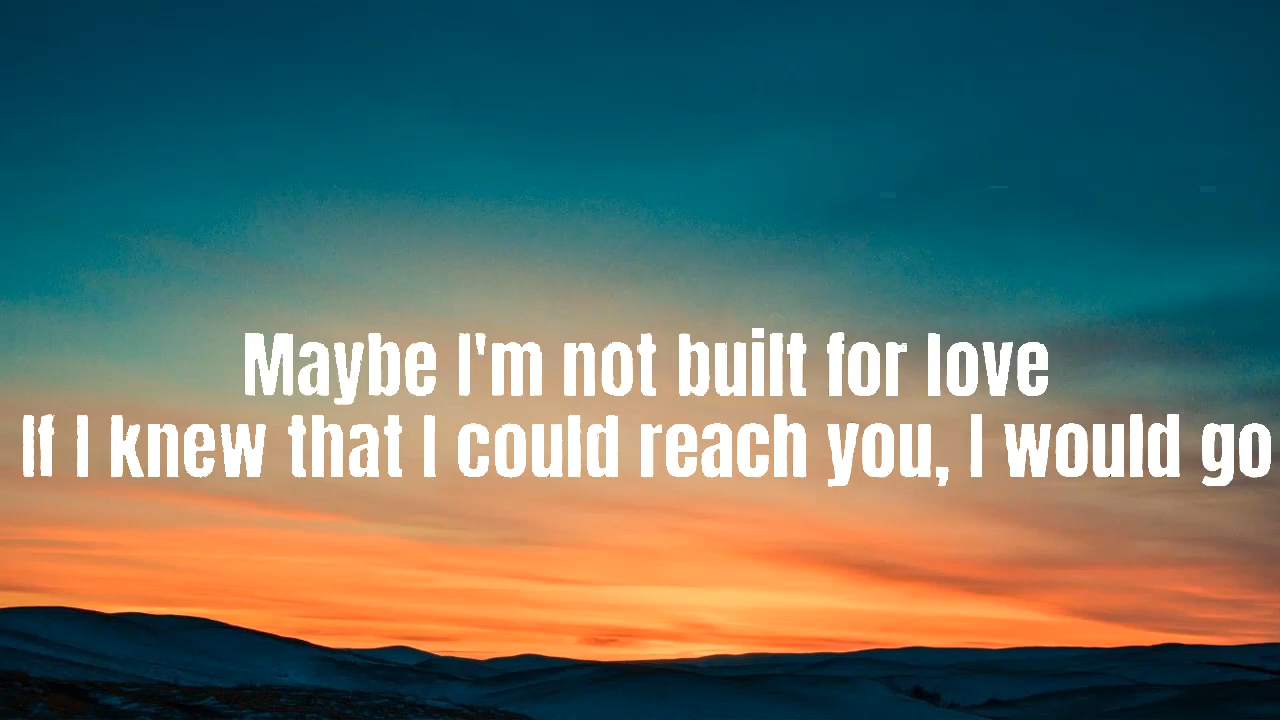 Maybe I'm not built for love
If I knew that I could reach you, I would go